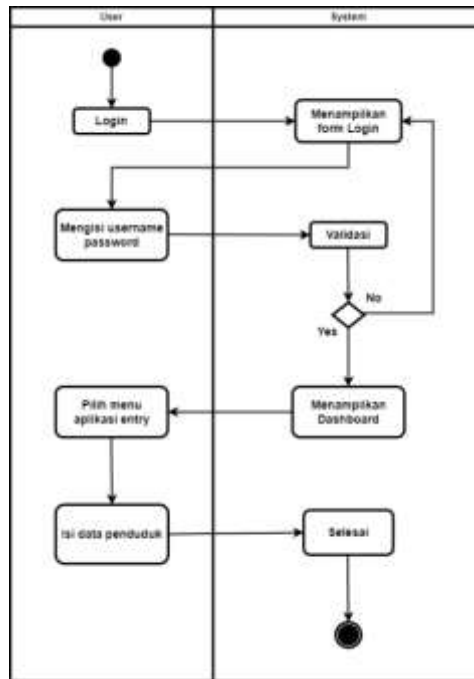 User
System
Login
Menampilkan
form Login
Mengisi username
password
Validasi
No
Yes
Pilih menu
aplikasi entry
Menampilkan
Dashboard
Isi data penduduk
Selesai